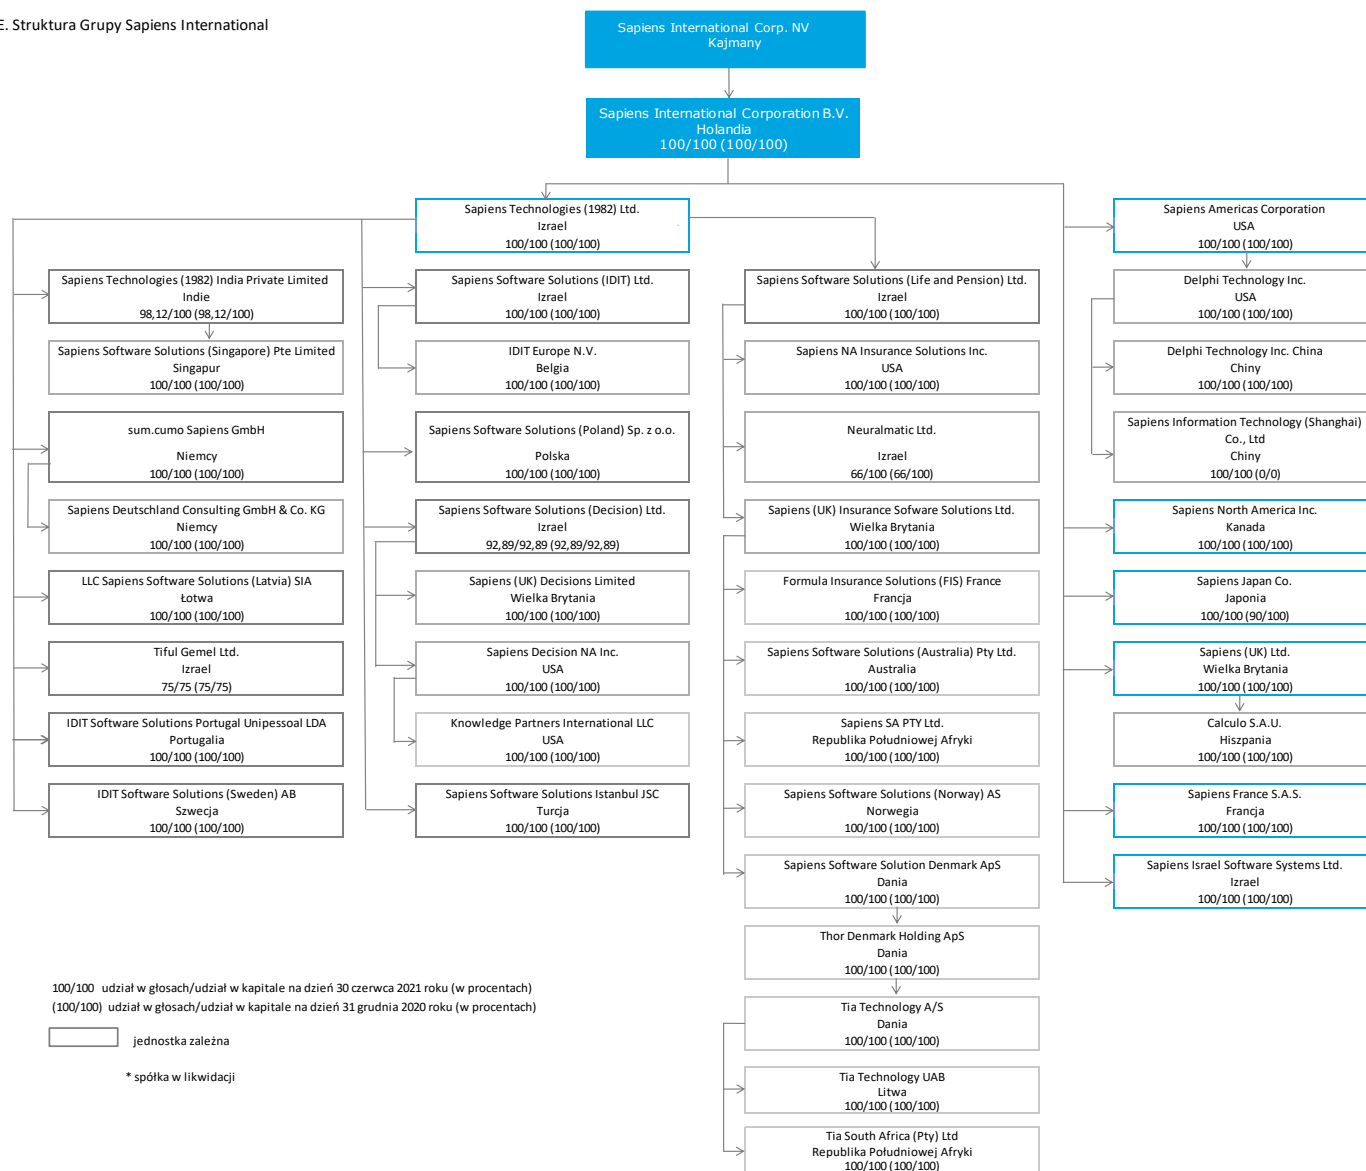 E. Struktura Grupy Sapiens International
Sapiens International Corp. NV
Kajmany
Sapiens International Corporation B.V.
Holandia
100/100 (100/100)
Sapiens Technologies (1982) Ltd.
Izrael
100/100 (100/100)
Sapiens Americas Corporation
USA
100/100 (100/100)
Sapiens Technologies (1982) India Private Limited
Indie
98,12/100 (98,12/100)
Sapiens Software Solutions (Singapore) Pte Limited
Singapur
100/100 (100/100)
sum.cumo Sapiens GmbH
Niemcy
100/100 (100/100)
Sapiens Deutschland Consulting GmbH & Co. KG
Niemcy
100/100 (100/100)
LLC Sapiens Software Solutions (Latvia) SIA
Łotwa
100/100 (100/100)
Tiful Gemel Ltd.
Izrael
75/75 (75/75)
IDIT Software Solutions Portugal Unipessoal LDA
Portugalia
100/100 (100/100)
IDIT Software Solutions (Sweden) AB
Szwecja
100/100 (100/100)
Sapiens Software Solutions (IDIT) Ltd.
Izrael
100/100 (100/100)
IDIT Europe N.V.
Belgia
100/100 (100/100)
Sapiens Software Solutions (Poland) Sp. z o.o.
Polska
100/100 (100/100)
Sapiens Software Solutions (Decision) Ltd.
Izrael
92,89/92,89 (92,89/92,89)
Sapiens (UK) Decisions Limited
Wielka Brytania
100/100 (100/100)
Sapiens Decision NA Inc.
USA
100/100 (100/100)
Knowledge Partners International LLC
USA
100/100 (100/100)
Sapiens Software Solutions Istanbul JSC
Turcja
100/100 (100/100)
Sapiens Software Solutions (Life and Pension) Ltd.
Izrael
100/100 (100/100)
Sapiens NA Insurance Solutions Inc.
USA
100/100 (100/100)
Neuralmatic Ltd.
Izrael
66/100 (66/100)
Sapiens (UK) Insurance Sofware Solutions Ltd.
Wielka Brytania
100/100 (100/100)
Formula Insurance Solutions (FIS) France
Francja
100/100 (100/100)
Sapiens Software Solutions (Australia) Pty Ltd.
Australia
100/100 (100/100)
Sapiens SA PTY Ltd.
Republika Południowej Afryki
100/100 (100/100)
Sapiens Software Solutions (Norway) AS
Norwegia
100/100 (100/100)
Sapiens Software Solution Denmark ApS
Dania
100/100 (100/100)
Thor Denmark Holding ApS
Dania
100/100 (100/100)
Tia Technology A/S
Dania
100/100 (100/100)
Tia Technology UAB
Litwa
100/100 (100/100)
Tia South Africa (Pty) Ltd
Republika Południowej Afryki
100/100 (100/100)
Delphi Technology Inc.
USA
100/100 (100/100)
Delphi Technology Inc. China
Chiny
100/100 (100/100)
Sapiens Information Technology (Shanghai)
Co., Ltd
Chiny
100/100 (0/0)
Sapiens North America Inc.
Kanada
100/100 (100/100)
Sapiens Japan Co.
Japonia
100/100 (90/100)
Sapiens (UK) Ltd.
Wielka Brytania
100/100 (100/100)
Calculo S.A.U.
Hiszpania
100/100 (100/100)
Sapiens France S.A.S.
Francja
100/100 (100/100)
Sapiens Israel Software Systems Ltd.
Izrael
100/100 (100/100)
100/100 udział w głosach/udział w kapitale na dzień 30 czerwca 2021 roku (w procentach)
(100/100) udział w głosach/udział w kapitale na dzień 31 grudnia 2020 roku (w procentach)
jednostka zależna
* spółka w likwidacji